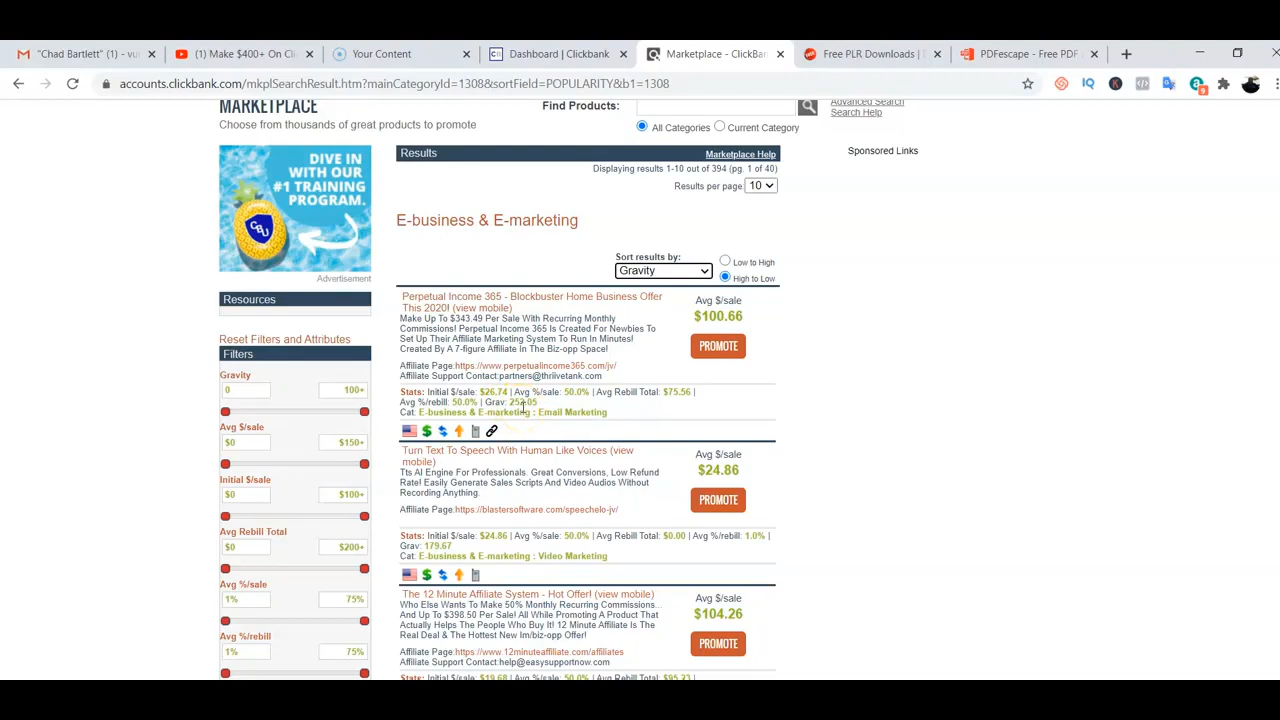 "Chad Bartlett" (1) - vu
(1) Make $400+ On Cli
Your Content
Dashboard | Clickbank
Marketplace - ClickBan
Free PLR Downloads |
PDFescape - Free PDF
accounts.clickbank.com/mkplSearchResult.htm?mainCategoryId=1308&sortField=POPULARITY&b1=1308
MARKETPLACE
Choose from thousands of great products to promote
Find Products:
Advanced Search
Search Help
All Categories
Current Category
Sponsored Links
DIVE IN
WITH OUR
#1 TRAINING
PROGRAM.
CBU
Advertisement
Resources
Reset Filters and Attributes
Filters
Gravity
0
100+
Avg $/sale
$0
$150+
Initial $/sale
$0
$100+
Avg Rebill Total
$0
$200+
Avg %/sale
1%
75%
Avg %/rebill
1%
75%
Results
Marketplace Help
Displaying results 1-10 out of 394 (pg. 1 of 40)
Results per page:
10
E-business & E-marketing
Sort results by:
Gravity
Low to High
High to Low
Perpetual Income 365 - Blockbuster Home Business Offer
This 2020! (view mobile)
Make Up To $343.49 Per Sale With Recurring Monthly
Commissions! Perpetual Income 365 Is Created For Newbies To
Set Up Their Affiliate Marketing System To Run In Minutes!
Created By A 7-figure Affiliate In The Biz-opp Space!
Affiliate Page:https://www.perpetualincome365.com/jv/
Affiliate Support Contact:partners@thriivetank.com
Avg $/sale
$100.66
PROMOTE
Stats: Initial $/sale: $26.74 | Avg %/sale: 50.0% | Avg Rebill Total: $75.56 |
Avg %/rebill: 50.0% | Grav:
Cat: E-business & E-marketing : Email Marketing
Turn Text To Speech With Human Like Voices (view
mobile)
Tts AI Engine For Professionals. Great Conversions, Low Refund
Rate! Easily Generate Sales Scripts And Video Audios Without
Recording Anything.
Affiliate Page:https://blastersoftware.com/speechelo-jv/
Avg $/sale
$24.86
PROMOTE
Stats: Initial $/sale: $24.86 | Avg %/sale: 50.0% | Avg Rebill Total: $0.00 | Avg %/rebill: 1.0% |
Grav: 179.67
Cat: E-business & E-marketing : Video Marketing
The 12 Minute Affiliate System - Hot Offer! (view mobile)
Who Else Wants To Make 50% Monthly Recurring Commissions...
And Up To $398.50 Per Sale! All While Promoting A Product That
Actually Helps The People Who Buy It! 12 Minute Affiliate Is The
Real Deal & The Hottest New Im/biz-opp Offer!
Affiliate Page:https://www.12minuteaffiliate.com/affiliates
Affiliate Support Contact:help@easysupportnow.com
Avg $/sale
$104.26
PROMOTE
Stats: Initial $/sale: $19.68 | Avg %/sale: 50.0% | Avg Rebill Total: $95.73 |